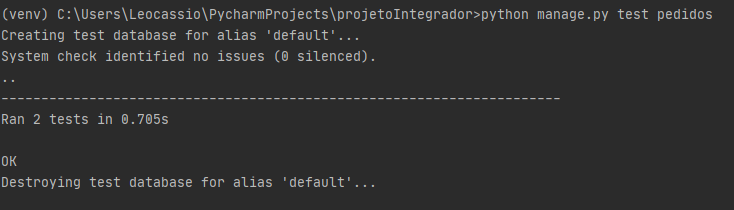 (venv) C:\Users\Leocassio\PycharmProjects\projetoIntegrador>python manage.py test pedidos
Creating test database for alias 'default'...
System check identified no issues (0 silenced).
..
----------------------------------------------------------------------
Ran 2 tests in 0.705s
OK
Destroying test database for alias 'default'...